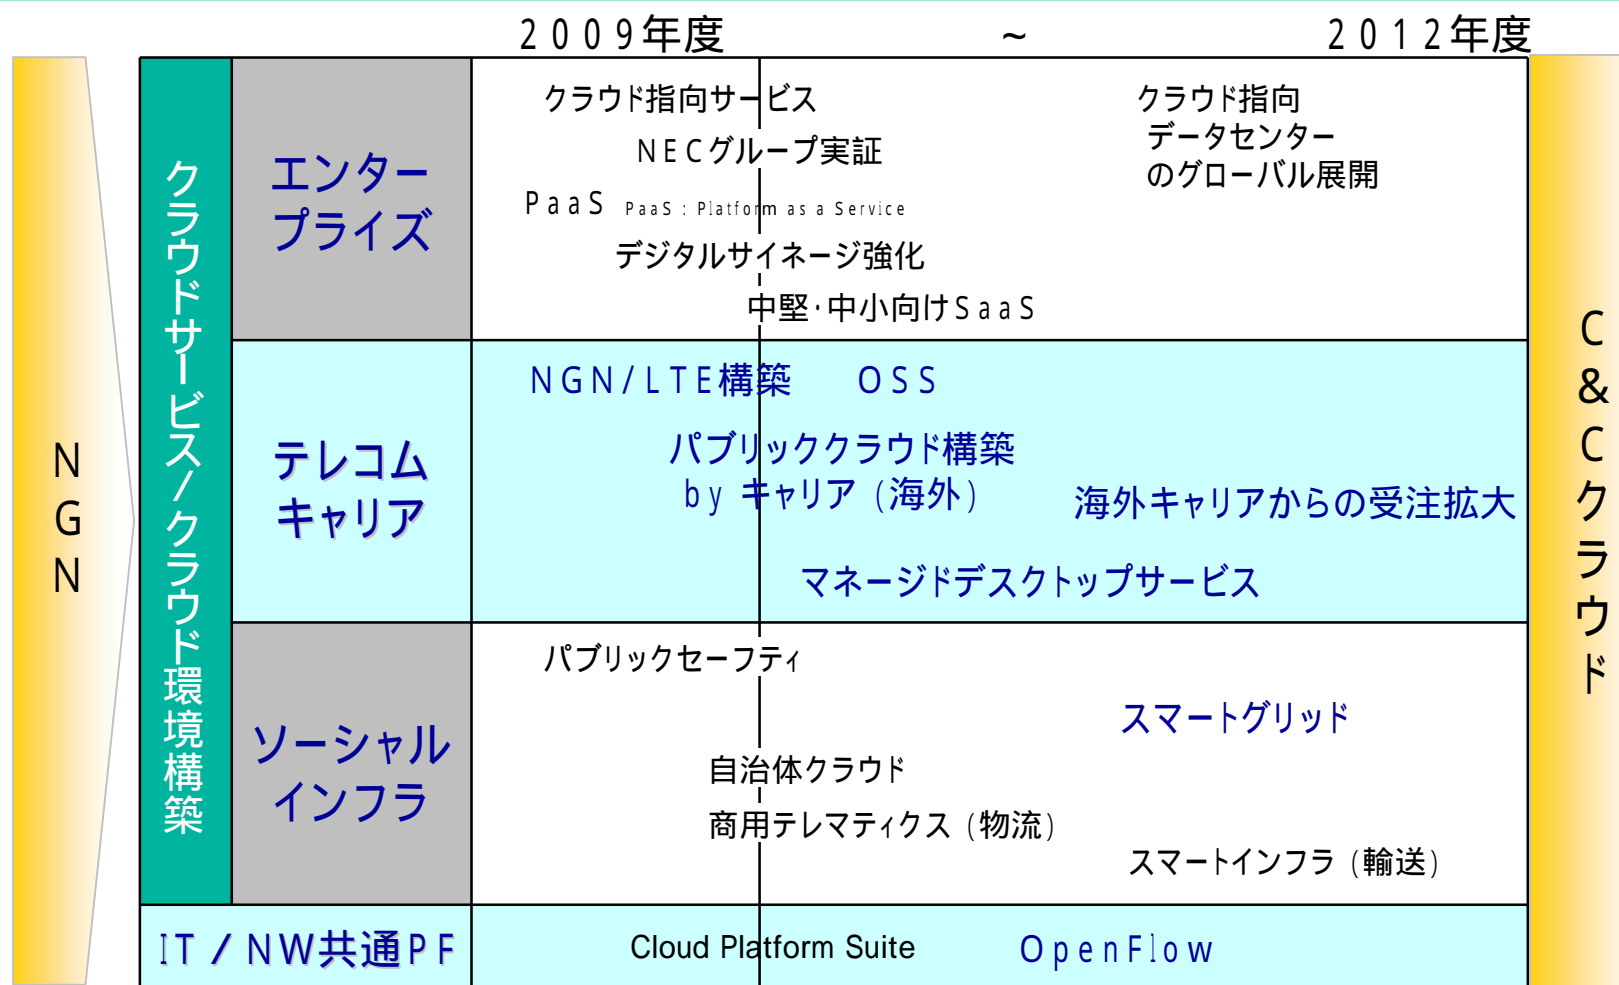 ２００９年度 ~ ２０１２年度
NGN
クラウドサービス/クラウド環境構築
エンター
プライズ
クラウド指向サービス
NECグループ実証
PaaS PaaS：Platform as a Service
デジタルサイネージ強化
中堅・中小向けSaaS
クラウド指向
データセンター
のグローバル展開
テレコム
キャリア
NGN/LTE構築 OSS
パブリッククラウド構築
by キャリア（海外）
海外キャリアからの受注拡大
マネージドデスクトップサービス
ソーシャル
インフラ
パブリックセーフティ
スマートグリッド
自治体クラウド
商用テレマティクス（物流）
スマートインフラ（輸送）
IT／NW共通PF
Cloud Platform Suite OpenFlow
C&Cクラウド